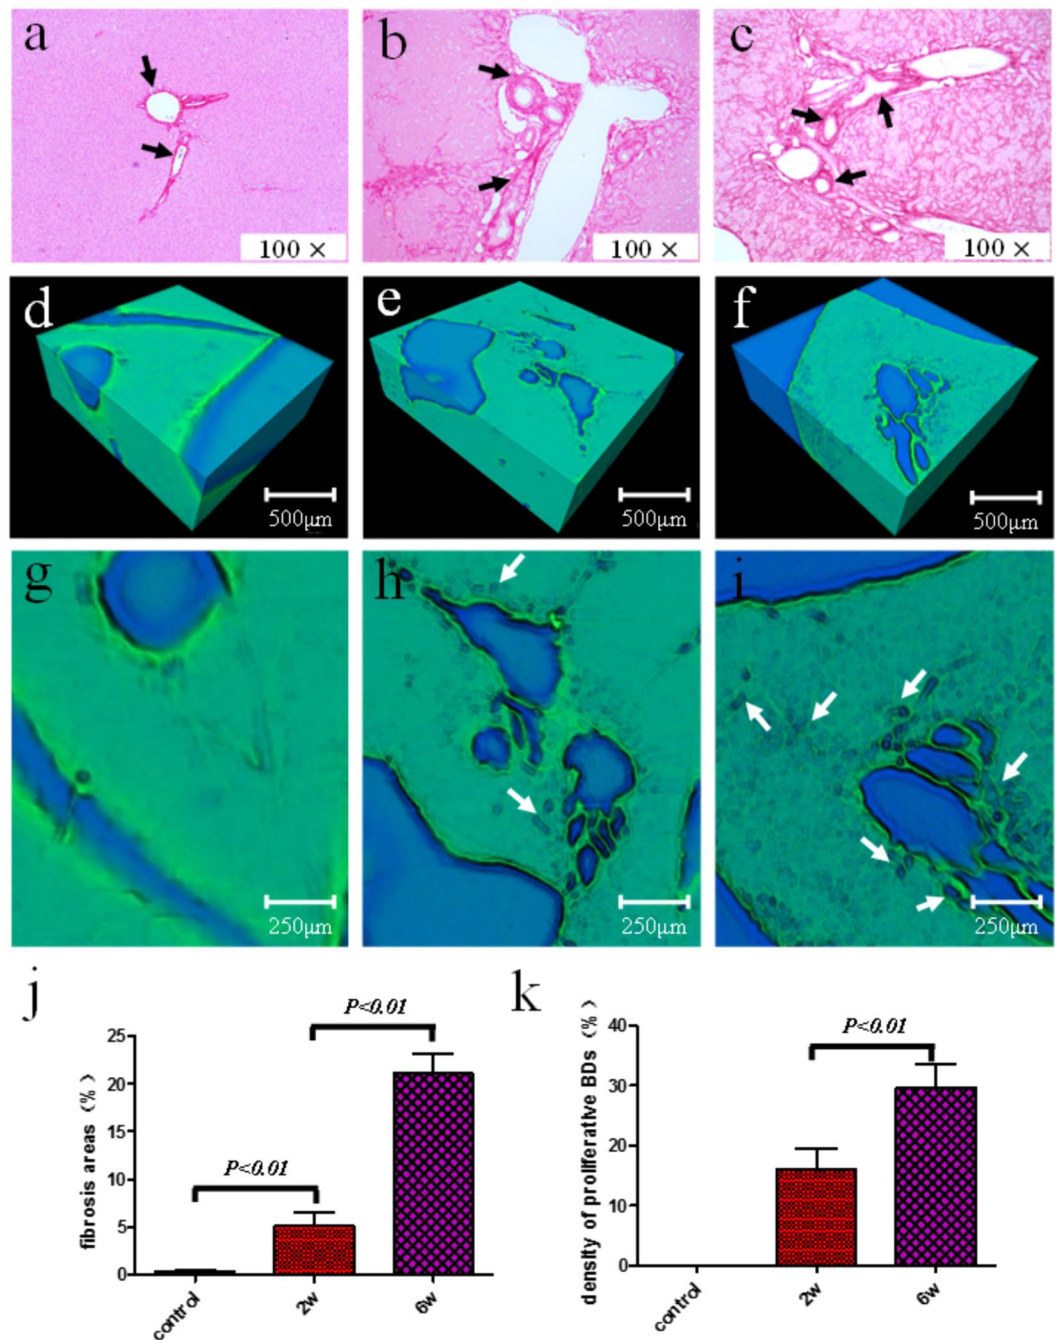 a
b
c
100 ×
100 ×
100 ×
d
e
f
500μm
500μm
500μm
g
h
i
250μm
250μm
250μm
j
k
P<0.01
P<0.01
fibrosis areas (%)
25
20
15
10
5
0
control
2w
6w
P<0.01
density of proliferative BDs (%)
40
30
20
10
0
control
2w
6w